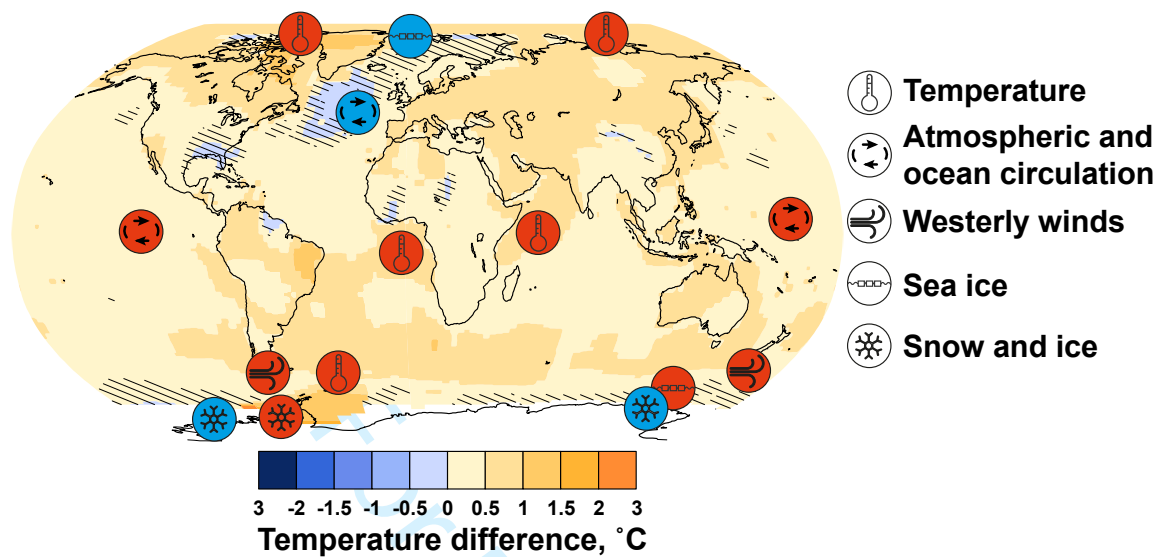 Temperature
Atmospheric and
ocean circulation
Westerly winds
Sea ice
Snow and ice
3 -2 -1.5 -1 -0.5 0 0.5 1 1.5 2 3
Temperature difference, ˚C